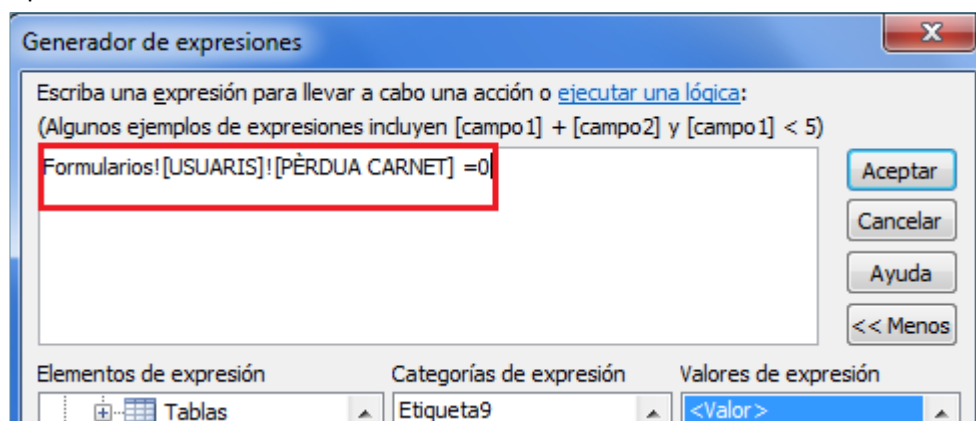 Generador de expresiones
Escriba una expresión para llevar a cabo una acción o ejecutar una lógica:
(Algunos ejemplos de expresiones incluyen [campo1] + [campo2] y [campo1] < 5)
Formularios![USUARIS]![PÈRDUA CARNET] =0
Aceptar
Cancelar
Ayuda
<< Menos
Elementos de expresión Categorías de expresión Valores de expresión
Tablas Etiqueta9 <Valor>